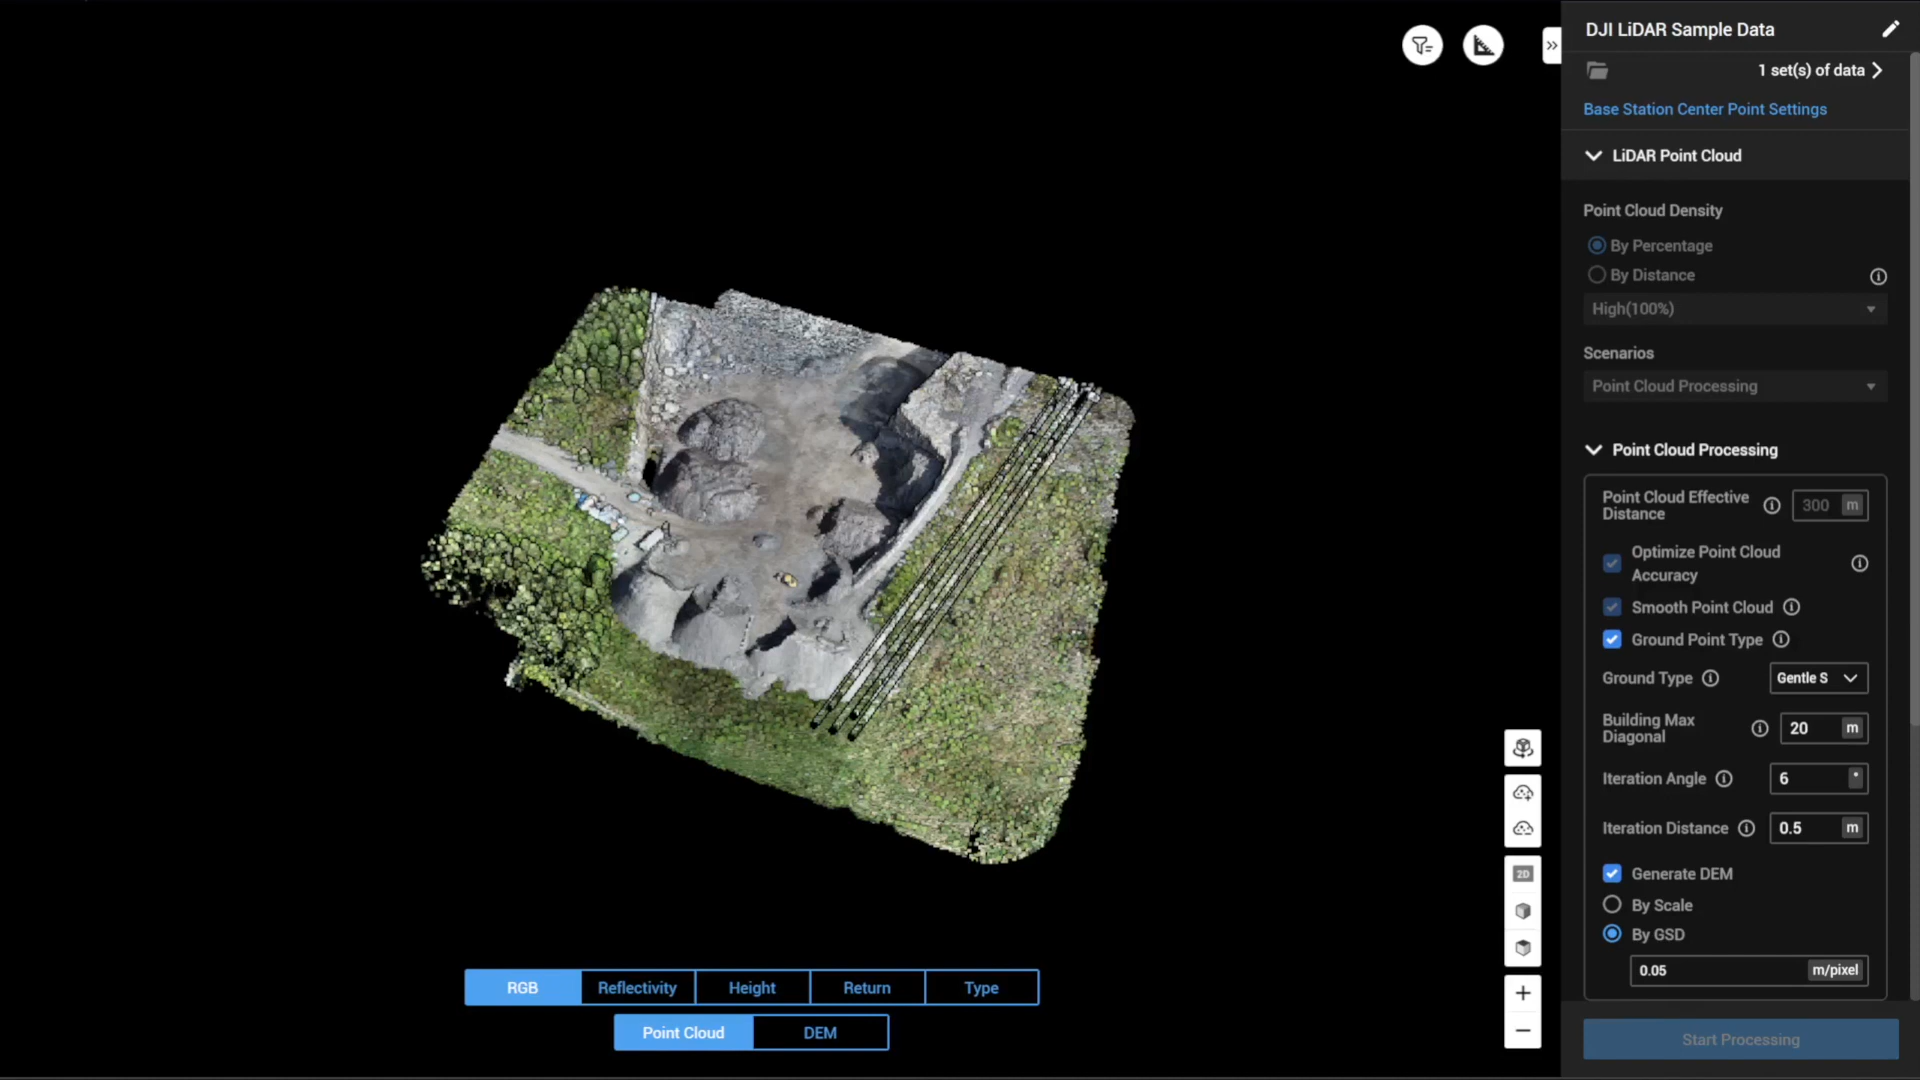 DJI LiDAR Sample Data
1 set(s) of data
Base Station Center Point Settings
LiDAR Point Cloud
Point Cloud Density
By Percentage
By Distance
High(100%)
Scenarios
Point Cloud Processing
Point Cloud Processing
Point Cloud Effective
Distance
300 m
Optimize Point Cloud
Accuracy
Smooth Point Cloud
Ground Point Type
Ground Type
Gentle S
Building Max
Diagonal
20 m
Iteration Angle
6 °
Iteration Distance
0.5 m
Generate DEM
By Scale
By GSD
0.05 m/pixel
Start Processing
2D
RGB Reflectivity Height Return Type
Point Cloud DEM